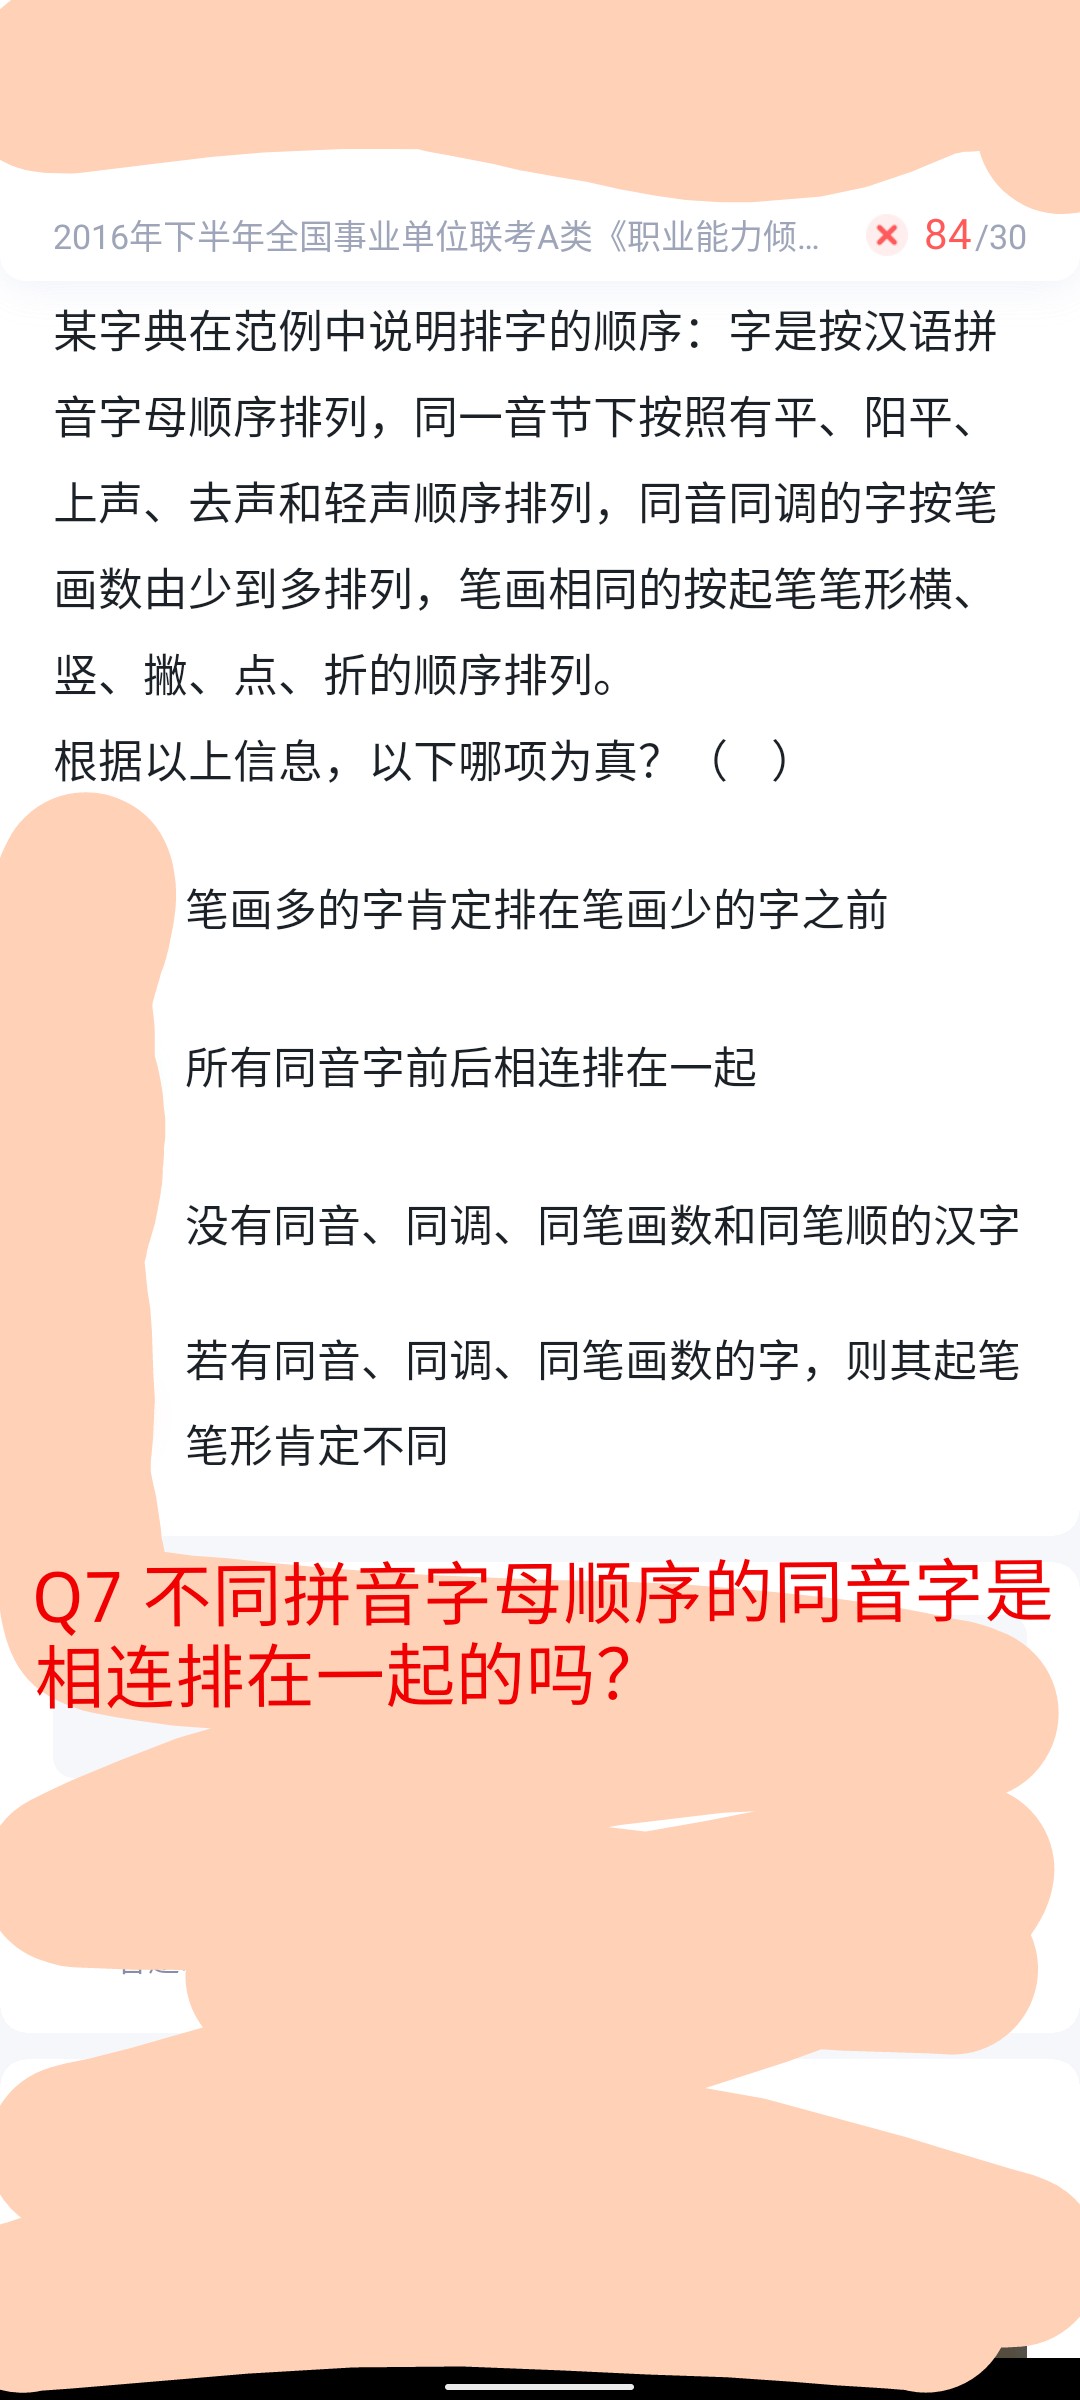 2016年下半年全国事业单位联考A类《职业能力倾...
84/30
某字典在范例中说明排字的顺序：字是按汉语拼
音字母顺序排列，同一音节下按照有平、阳平、
上声、去声和轻声顺序排列，同音同调的字按笔
画数由少到多排列，笔画相同的按起笔笔形横、
竖、撇、点、折的顺序排列。
根据以上信息，以下哪项为真？（ ）
笔画多的字肯定排在笔画少的字之前
所有同音字前后相连排在一起
没有同音、同调、同笔画数和同笔顺的汉字
若有同音、同调、同笔画数的字，则其起笔
笔形肯定不同
Q7 不同拼音字母顺序的同音字是
相连排在一起的吗？